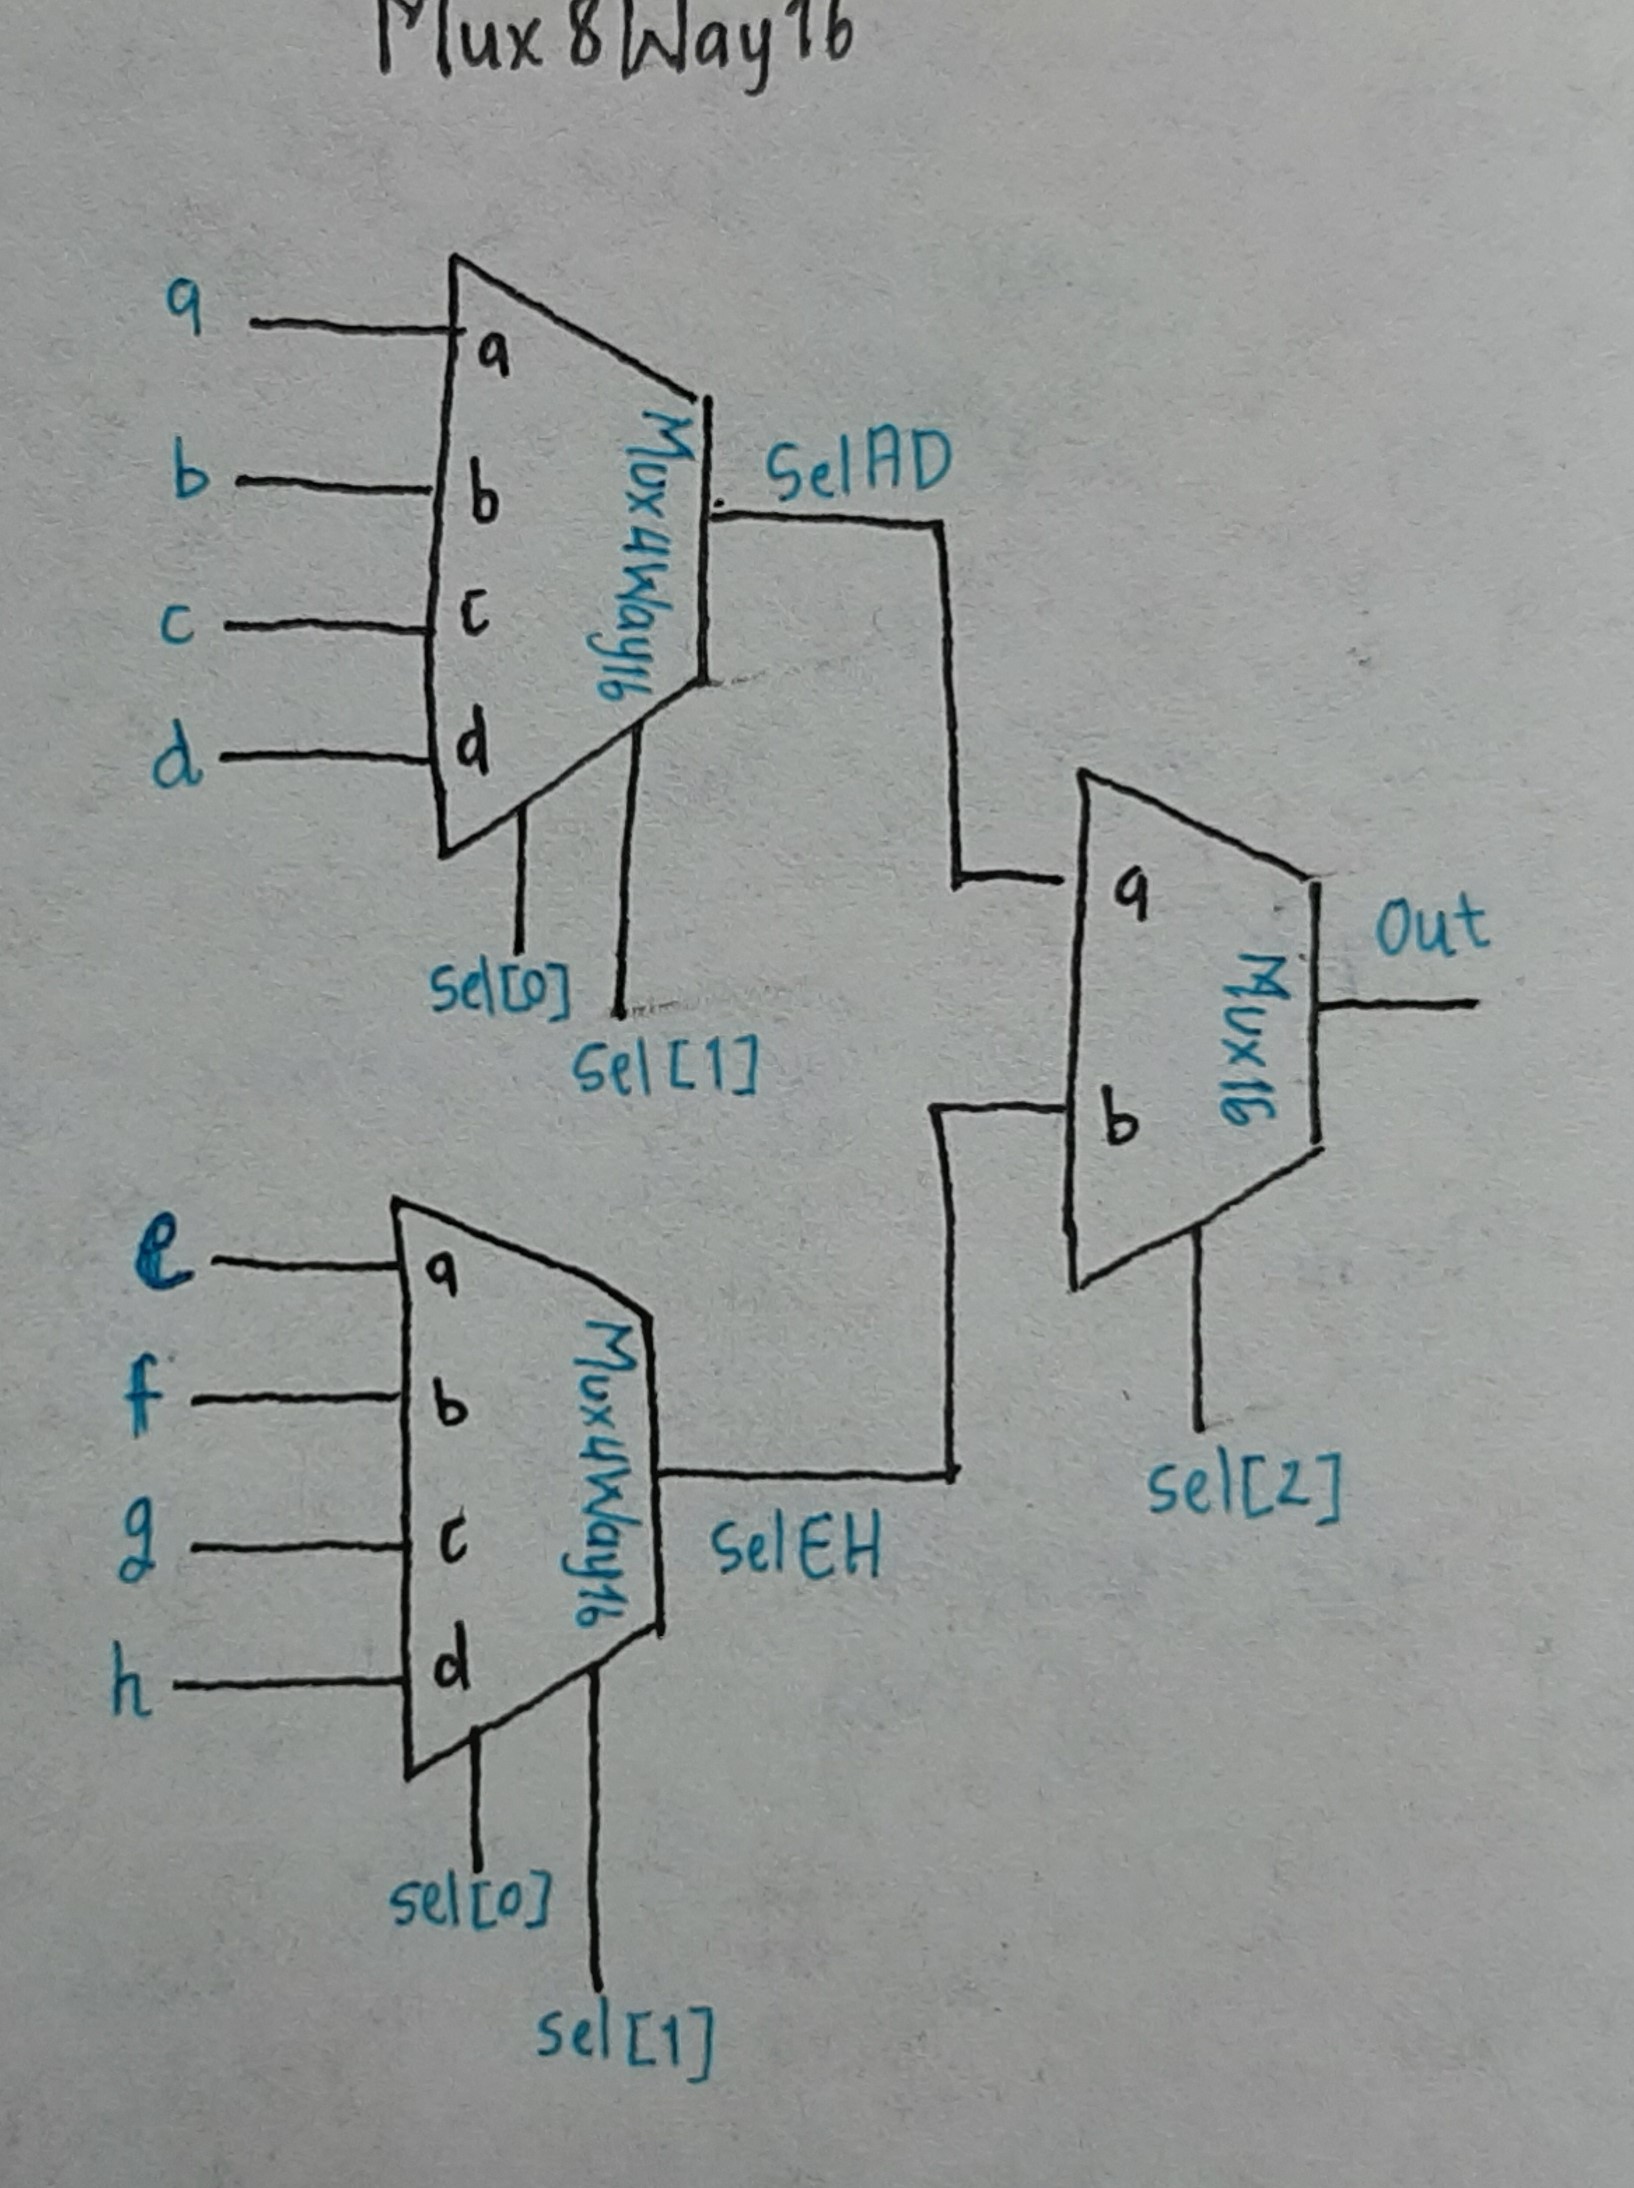 Mux8Way16
a
a
b
b
c
c
d
d
Mux4Way16
SelAD
sel[0]
sel[1]
a
b
Mux16
Out
sel[2]
e
a
f
b
g
c
h
d
Mux4Way16
SelEH
sel[0]
sel[1]